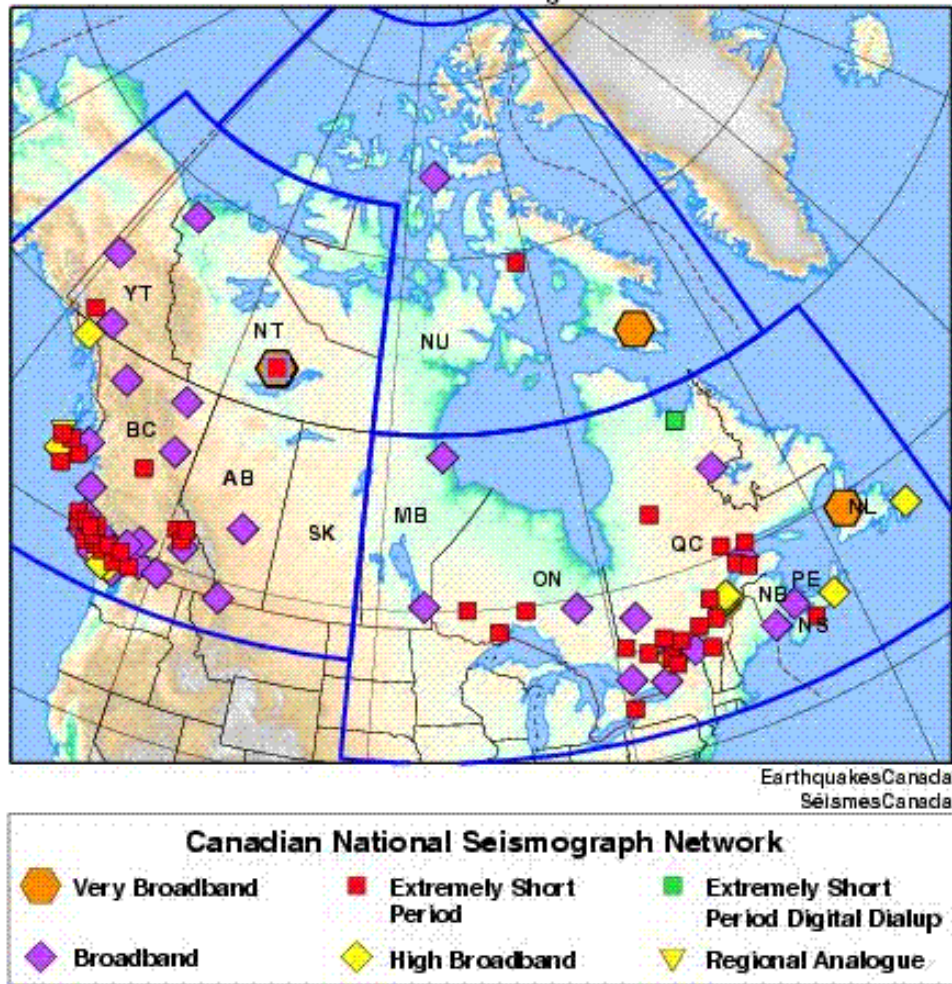 YT
NT
NU
BC
AB
SK
MB
ON
QC
NL
NB
PE
NS
EarthquakesCanada
SéismesCanada
Canadian National Seismograph Network
Very Broadband
Extremely Short
Period
Extremely Short
Period Digital Dialup
Broadband
High Broadband
Regional Analogue